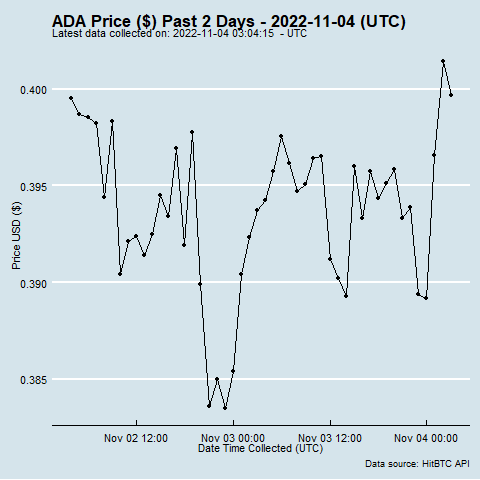 ADA Price ($) Past 2 Days - 2022-11-04 (UTC)
Latest data collected on: 2022-11-04 03:04:15 - UTC
0.400
0.395
0.390
0.385
Price USD ($)
Nov 02 12:00 Nov 03 00:00 Nov 03 12:00 Nov 04 00:00
Date Time Collected (UTC)
Data source: HitBTC API